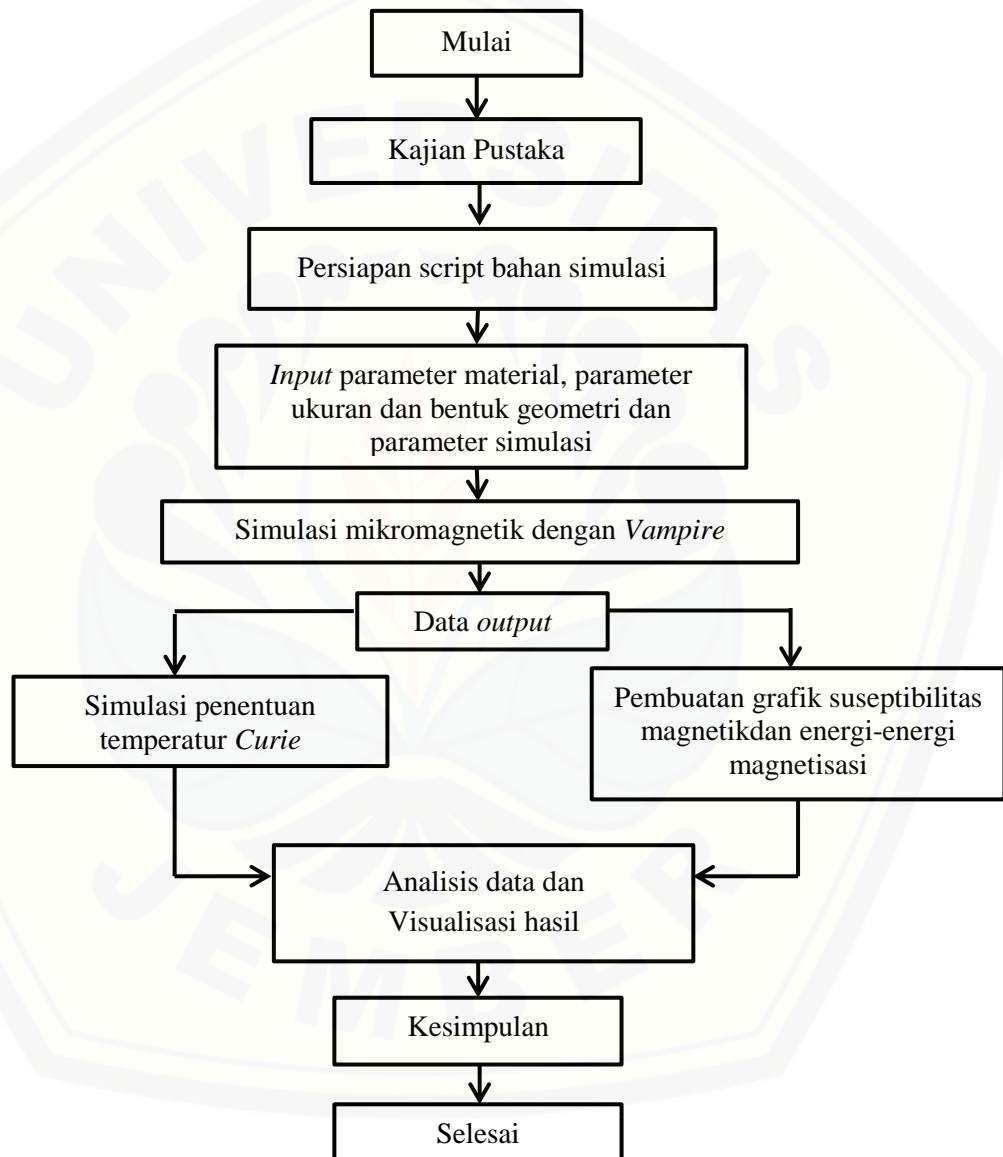 Mulai
Kajian Pustaka
Persiapan script bahan simulasi
Input parameter material, parameter
ukuran dan bentuk geometri dan
parameter simulasi
Simulasi mikromagnetik dengan Vampire
Data output
Simulasi penentuan
temperatur Curie
Pembuatan grafik suseptibilitas
magnetikdan energi-energi
magnetisasi
Analisis data dan
Visualisasi hasil
Kesimpulan
Selesai
UNIVERSITAS
JEMBER